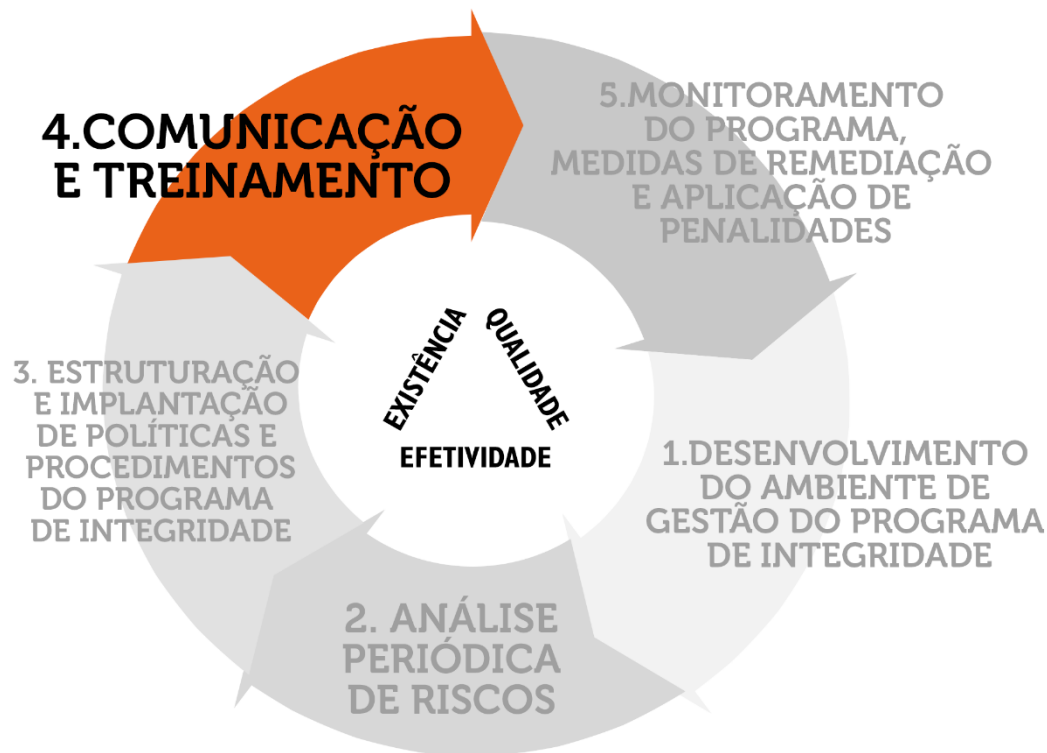 4.COMUNICAÇÃO
E TREINAMENTO
5.MONITORAMENTO
DO PROGRAMA,
MEDIDAS DE REMEDIAÇÃO
E APLICAÇÃO DE
PENALIDADES
EXISTÊNCIA
QUALIDADE
EFETIVIDADE
3. ESTRUTURAÇÃO
E IMPLANTAÇÃO
DE POLÍTICAS E
PROCEDIMENTOS
DO PROGRAMA
DE INTEGRIDADE
1.DESENVOLVIMENTO
DO AMBIENTE DE
GESTÃO DO PROGRAMA
DE INTEGRIDADE
2. ANÁLISE
PERIÓDICA
DE RISCOS